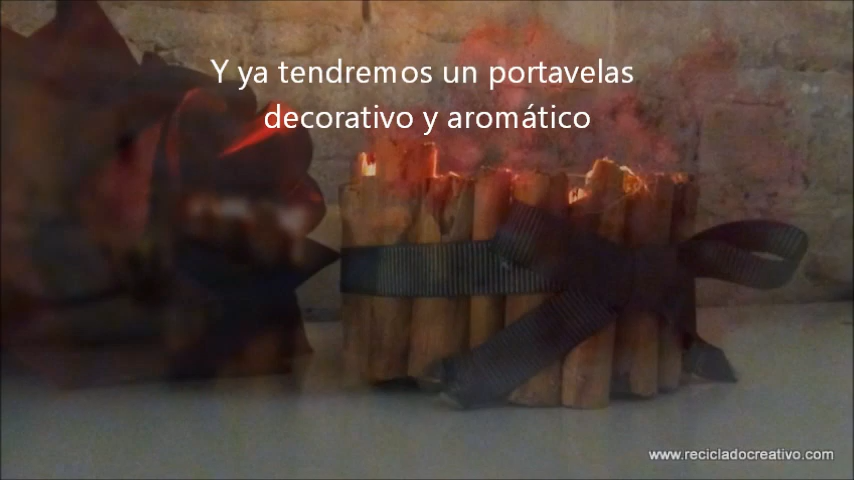 Y ya tendremos un portavelas
decorativo y aromático
www.recicladocreativo.com